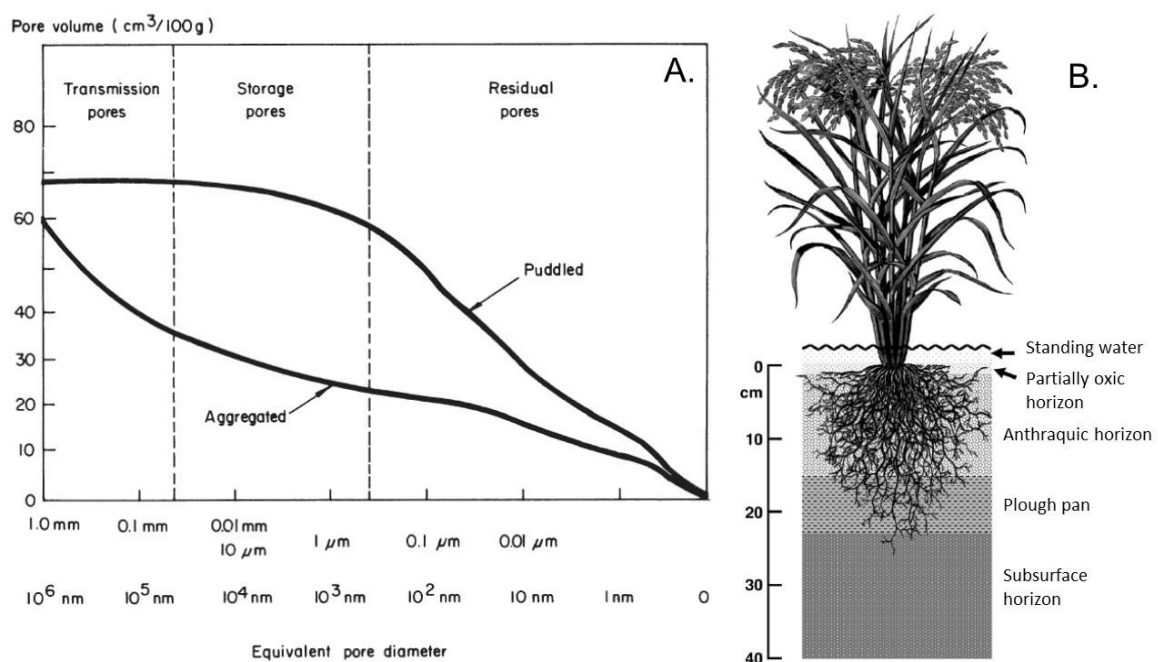 Pore volume ( cm3/100g)
A.
Transmission
pores
Storage
pores
Residual
pores
80
60
40
30
20
10
0
Puddled
Aggregated
1.0 mm 0.1 mm 0.01 mm 1 μm 0.1 μm 0.01 μm
10 μm
10⁶ nm 10⁵ nm 10⁴ nm 10³ nm 10² nm 10 nm 1 nm 0
Equivalent pore diameter
B.
Standing water
Partially oxic
horizon
Anthraquic horizon
Plough pan
Subsurface
horizon
0
cm
10
20
30
40